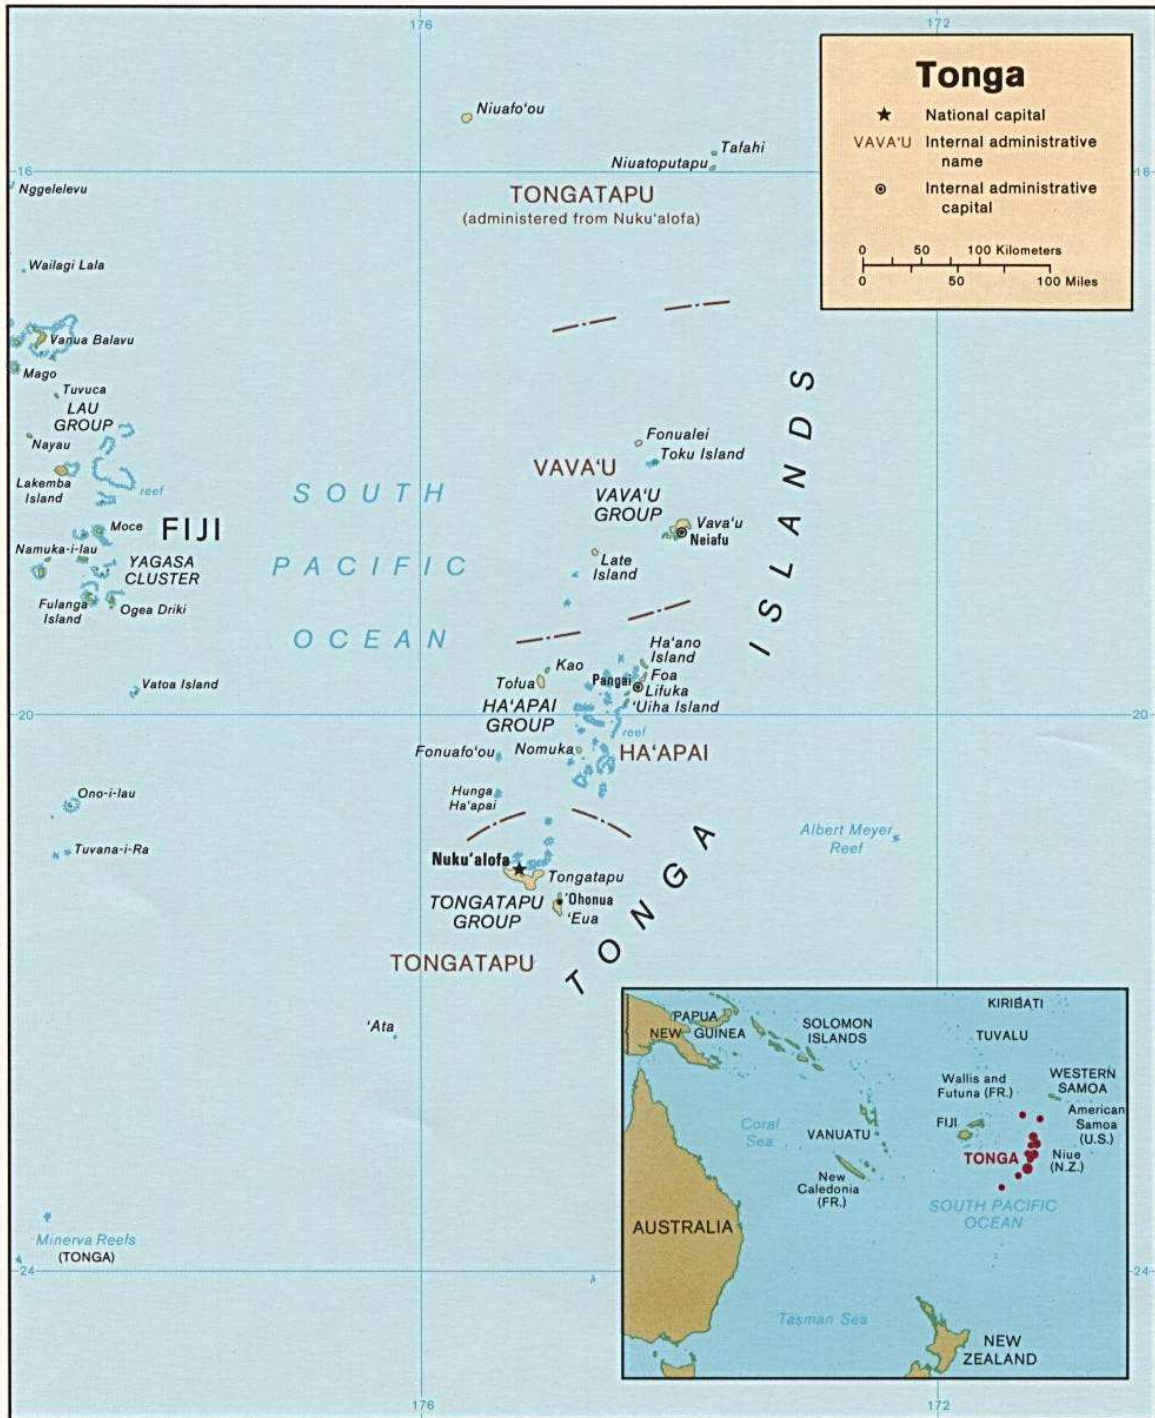 176
172
Tonga
National capital
VAVA'U Internal administrative
name
Internal administrative
capital
0 50 100 Kilometers
0 50 100 Miles
Niuafo'ou
Tafahi
Niuatoputapu
16
16
Nggelelevu
TONGATAPU
(administered from Nuku'alofa)
Wailagi Lala
Vanua Balavu
Mago
Tuvuca
LAU
GROUP
Nayau
Lakemba
Island
reef
Moce
FIJI
Namuka-i-lau
YAGASA
CLUSTER
Fulanga
Island
Ogea Driki
Vatoa Island
SOUTH
PACIFIC
OCEAN
Fonualei
Toku Island
VAVA'U
VAVA'U
GROUP
Vava'u
Neiafu
Late
Island
TONGA ISLANDS
Ha'ano
Island
Kao
Foa
Pangai
Tofua
Lifuka
'Uiha Island
HA'APAI
GROUP
20
20
reef
Fonuafo'ou
Nomuka
HA'APAI
Hunga
Ha'apai
Ono-i-lau
Tuvana-i-Ra
Albert Meyer
Reef
Nuku'alofa
Tongatapu
TONGATAPU
GROUP
'Ohonua
'Eua
TONGATAPU
'Ata
Minerva Reefs
(TONGA)
24
24
KIRIBATI
PAPUA
NEW GUINEA
SOLOMON
ISLANDS
TUVALU
Wallis and
Futuna (FR.)
WESTERN
SAMOA
American
Samoa
(U.S.)
FIJI
Coral
Sea
VANUATU
TONGA
Niue
(N.Z.)
New
Caledonia
(FR.)
SOUTH PACIFIC
OCEAN
AUSTRALIA
Tasman Sea
NEW
ZEALAND
176
172